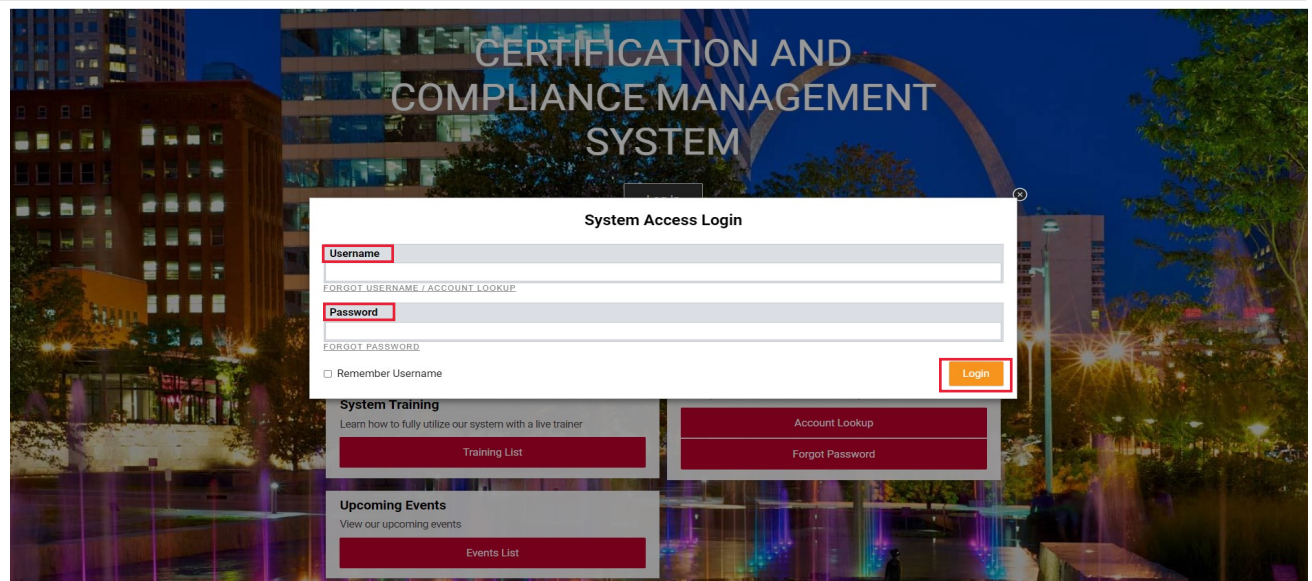 CERTIFICATION AND
COMPLIANCE MANAGEMENT
SYSTEM
System Access Login
Username
FORGOT USERNAME / ACCOUNT LOOKUP
Password
FORGOT PASSWORD
Remember Username
Login
System Training
Learn how to fully utilize our system with a live trainer
Training List
Account Lookup
Forgot Password
Upcoming Events
View our upcoming events
Events List